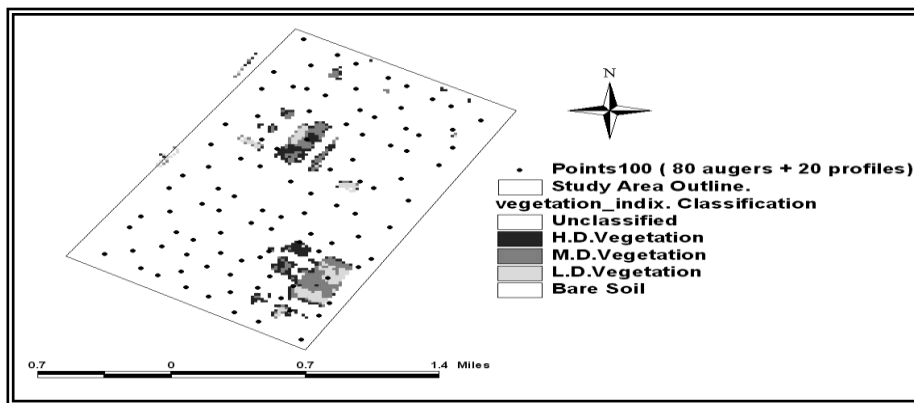 N
Points100 ( 80 augers + 20 profiles)
Study Area Outline.
vegetation_indix. Classification
Unclassified
H.D.Vegetation
M.D.Vegetation
L.D.Vegetation
Bare Soil
0.7 0 0.7 1.4 Miles